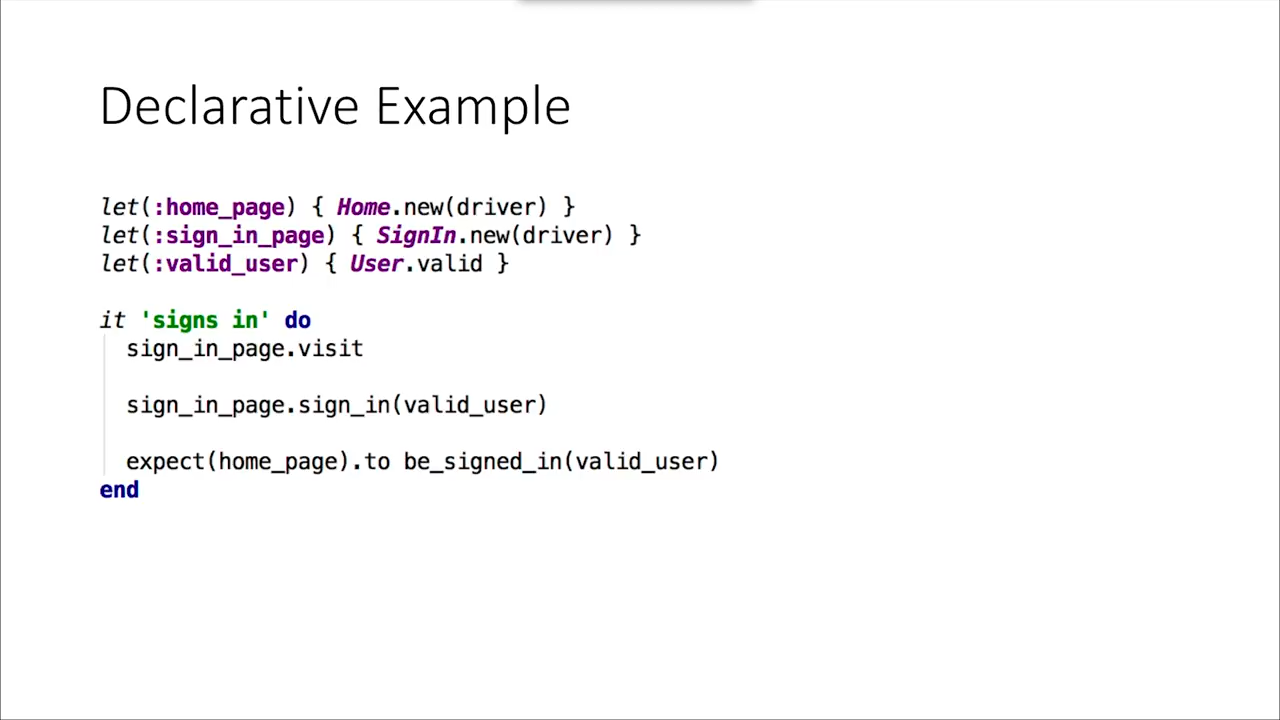 Declarative Example
let(:home_page) { Home.new(driver) }
let(:sign_in_page) { SignIn.new(driver) }
let(:valid_user) { User.valid }
it 'signs in' do
sign_in_page.visit
sign_in_page.sign_in(valid_user)
expect(home_page).to be_signed_in(valid_user)
end